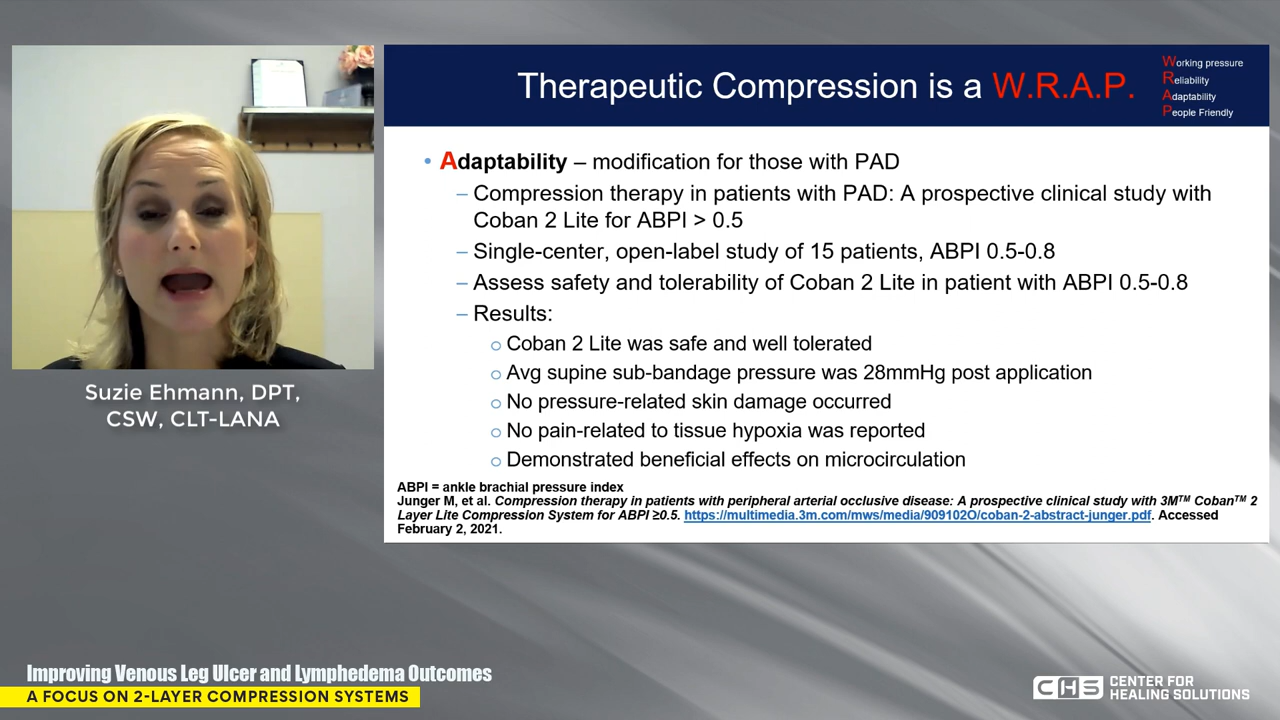 Therapeutic Compression is a W.R.A.P.
Working pressure
Reliability
Adaptability
People Friendly
• Adaptability – modification for those with PAD
– Compression therapy in patients with PAD: A prospective clinical study with
Coban 2 Lite for ABPI > 0.5
– Single-center, open-label study of 15 patients, ABPI 0.5-0.8
– Assess safety and tolerability of Coban 2 Lite in patient with ABPI 0.5-0.8
– Results:
o Coban 2 Lite was safe and well tolerated
o Avg supine sub-bandage pressure was 28mmHg post application
o No pressure-related skin damage occurred
o No pain-related to tissue hypoxia was reported
o Demonstrated beneficial effects on microcirculation
ABPI = ankle brachial pressure index
Junger M, et al. Compression therapy in patients with peripheral arterial occlusive disease: A prospective clinical study with 3M™ Coban™ 2
Layer Lite Compression System for ABPI ≥0.5. https://multimedia.3m.com/mws/media/909102O/coban-2-abstract-junger.pdf. Accessed
February 2, 2021.
Suzie Ehmann, DPT,
CSW, CLT-LANA
Improving Venous Leg Ulcer and Lymphedema Outcomes
A FOCUS ON 2-LAYER COMPRESSION SYSTEMS
CHS CENTER FOR
HEALING SOLUTIONS